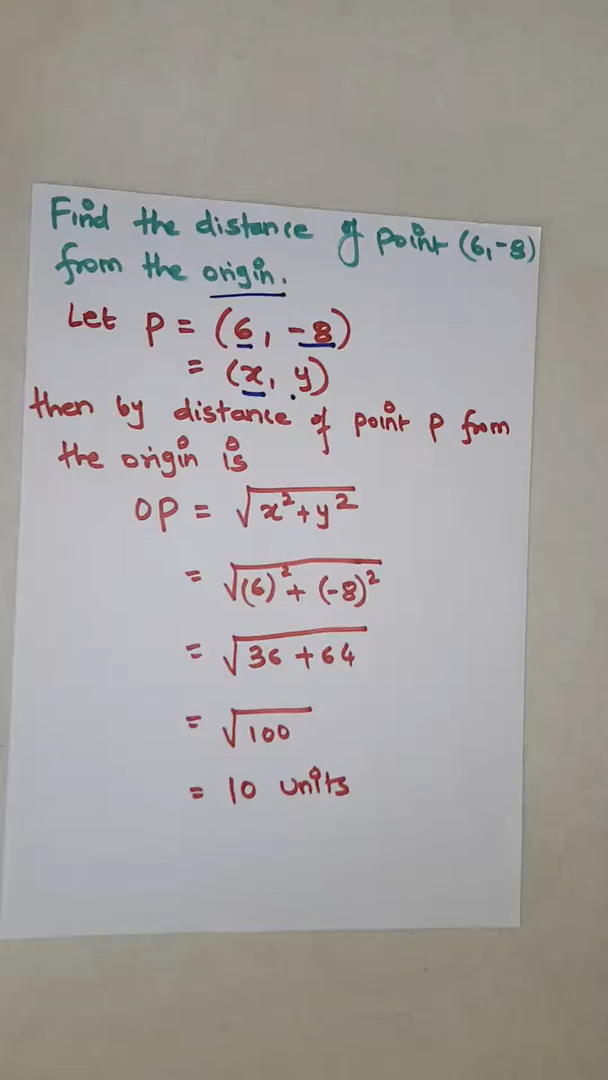 Find the distance of point (6,-8)
from the origin.
Let P = (6, -8)
= (x, y)
then by distance of point P from
the origin is
OP = √x²+y²
= √(6)²+(-8)²
= √36+64
= √100
= 10 units